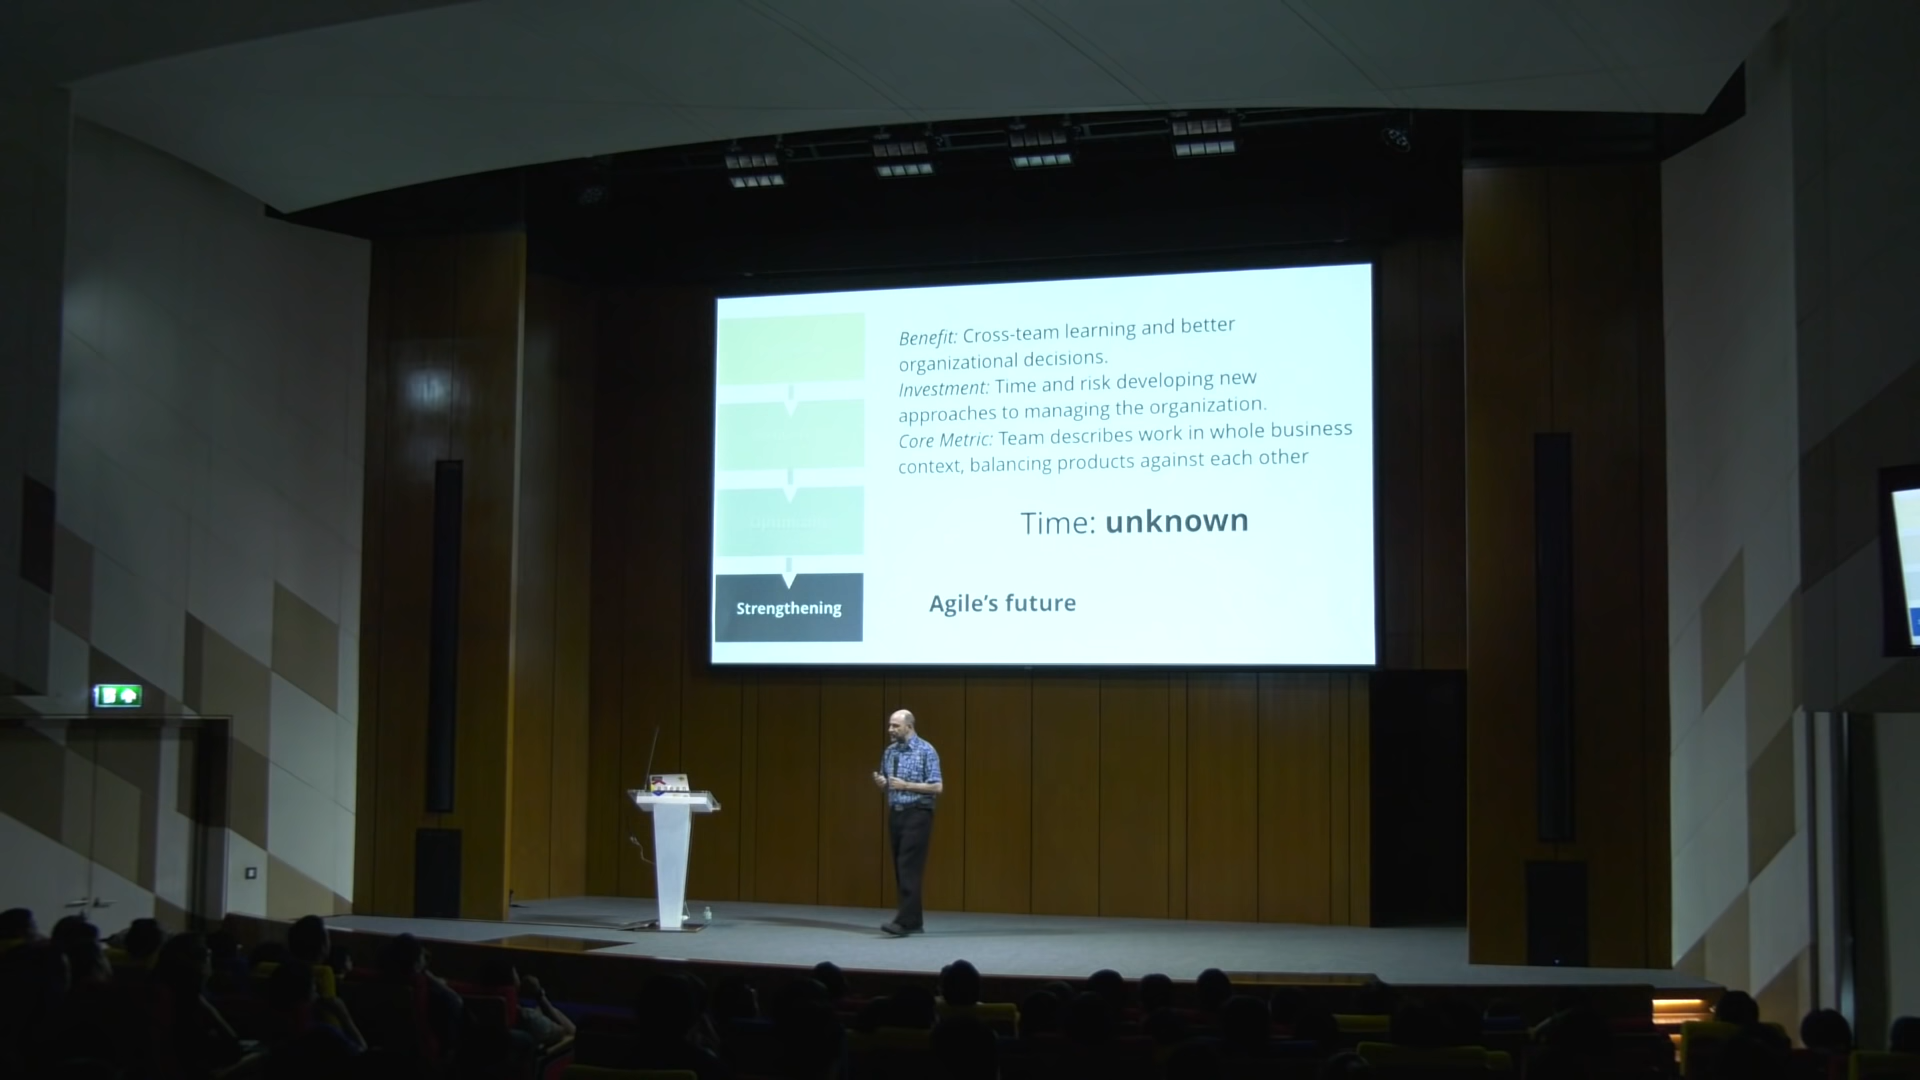 Benefit: Cross-team learning and better
organizational decisions.
Investment: Time and risk developing new
approaches to managing the organization.
Core Metric: Team describes work in whole business
context, balancing products against each other
Time: unknown
Strengthening
Agile’s future